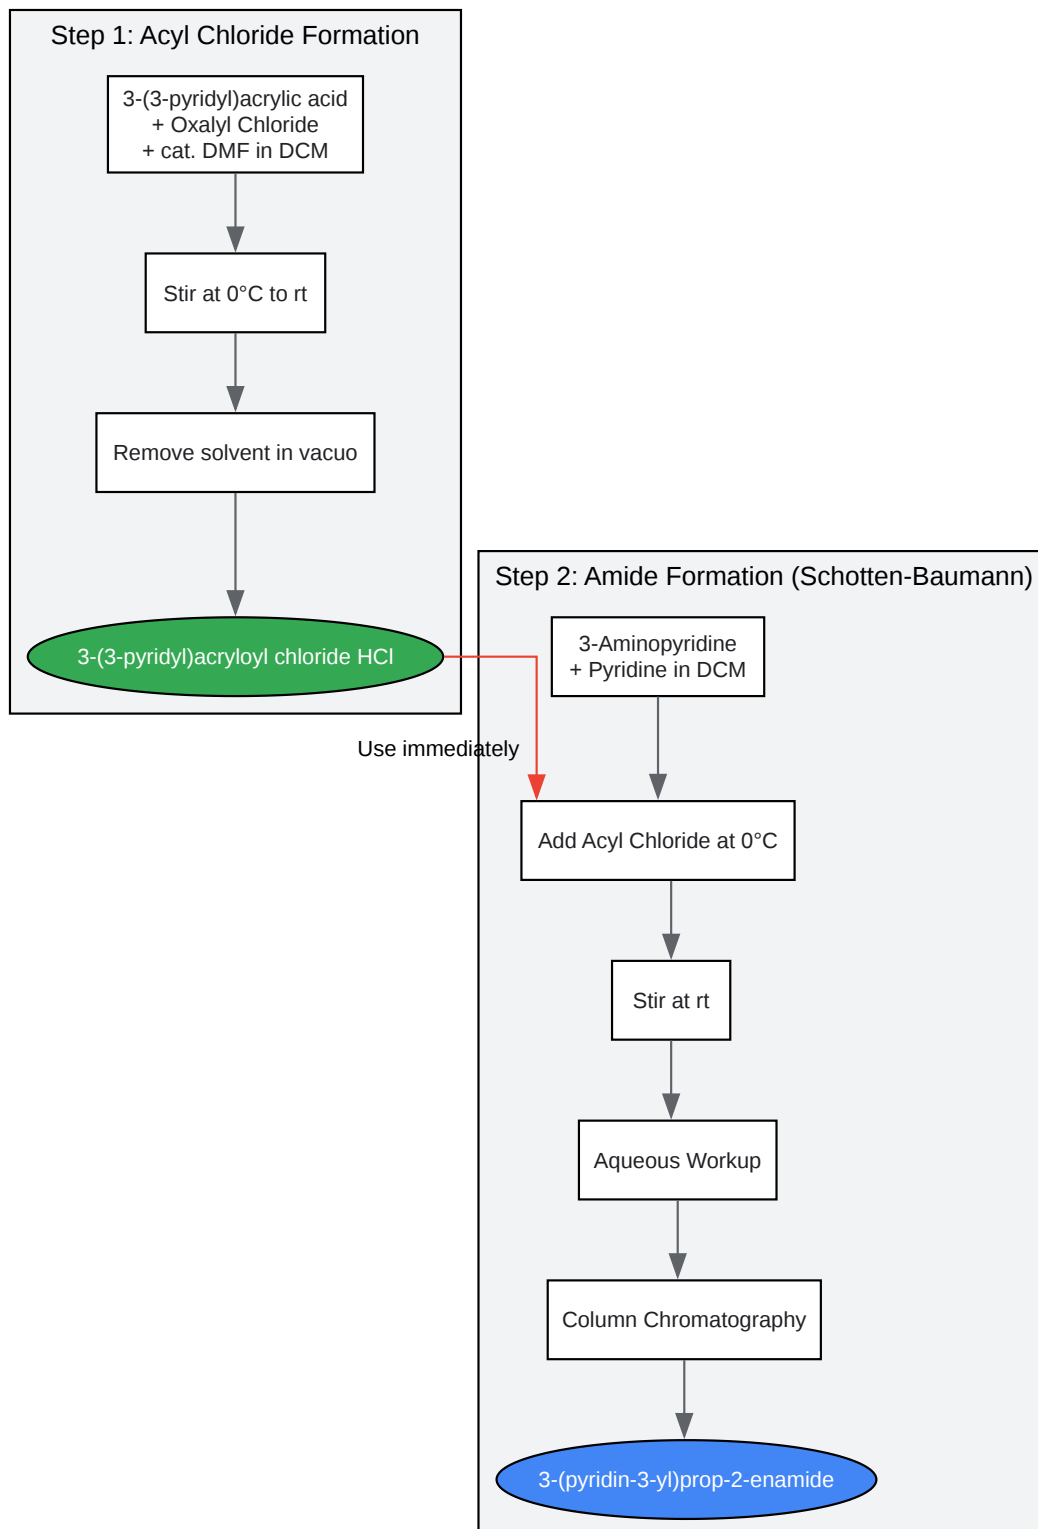 Step 1: Acyl Chloride Formation
3-(3-pyridyl)acrylic acid
+ Oxalyl Chloride
+ cat. DMF in DCM
Stir at 0°C to rt
Remove solvent in vacuo
3-(3-pyridyl)acryloyl chloride HCl
Use immediately
Step 2: Amide Formation (Schotten-Baumann)
3-Aminopyridine
+ Pyridine in DCM
Add Acyl Chloride at 0°C
Stir at rt
Aqueous Workup
Column Chromatography
3-(pyridin-3-yl)prop-2-enamide